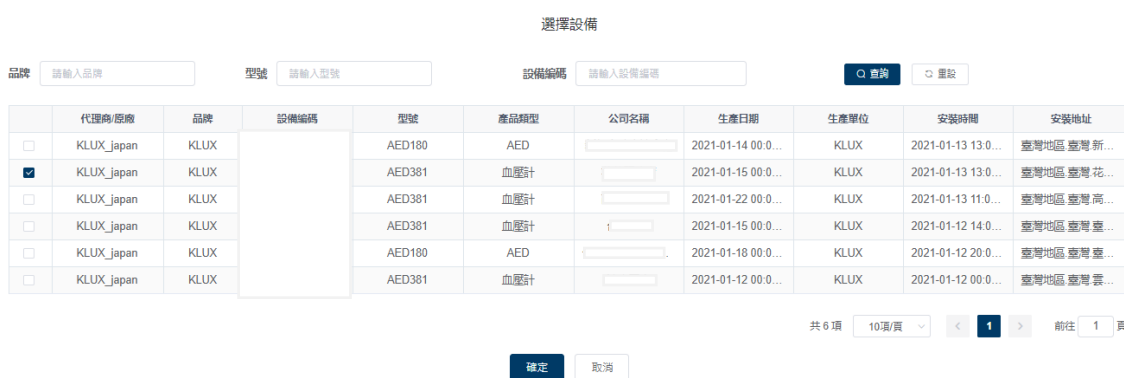 選擇設備
品牌 請輸入品牌 型號 請輸入型號 設備編碼 請輸入設備編碼 查詢 重設
代理商/原廠 品牌 設備編碼 型號 產品類型 公司名稱 生產日期 生產單位 安裝時間 安裝地址
KLUX_japan KLUX AED180 AED 2021-01-14 00:0... KLUX 2021-01-13 13:0... 臺灣地區 臺灣 新...
KLUX_japan KLUX AED381 血壓計 2021-01-15 00:0... KLUX 2021-01-13 13:0... 臺灣地區 臺灣 花...
KLUX_japan KLUX AED381 血壓計 2021-01-22 00:0... KLUX 2021-01-13 11:0... 臺灣地區 臺灣 高...
KLUX_japan KLUX AED381 血壓計 2021-01-15 00:0... KLUX 2021-01-12 14:0... 臺灣地區 臺灣 臺...
KLUX_japan KLUX AED180 AED 2021-01-18 00:0... KLUX 2021-01-12 20:0... 臺灣地區 臺灣 臺...
KLUX_japan KLUX AED381 血壓計 2021-01-12 00:0... KLUX 2021-01-12 00:0... 臺灣地區 臺灣 雲...
共 6 項 10項/頁 < 1 > 前往 1 頁
確定 取消